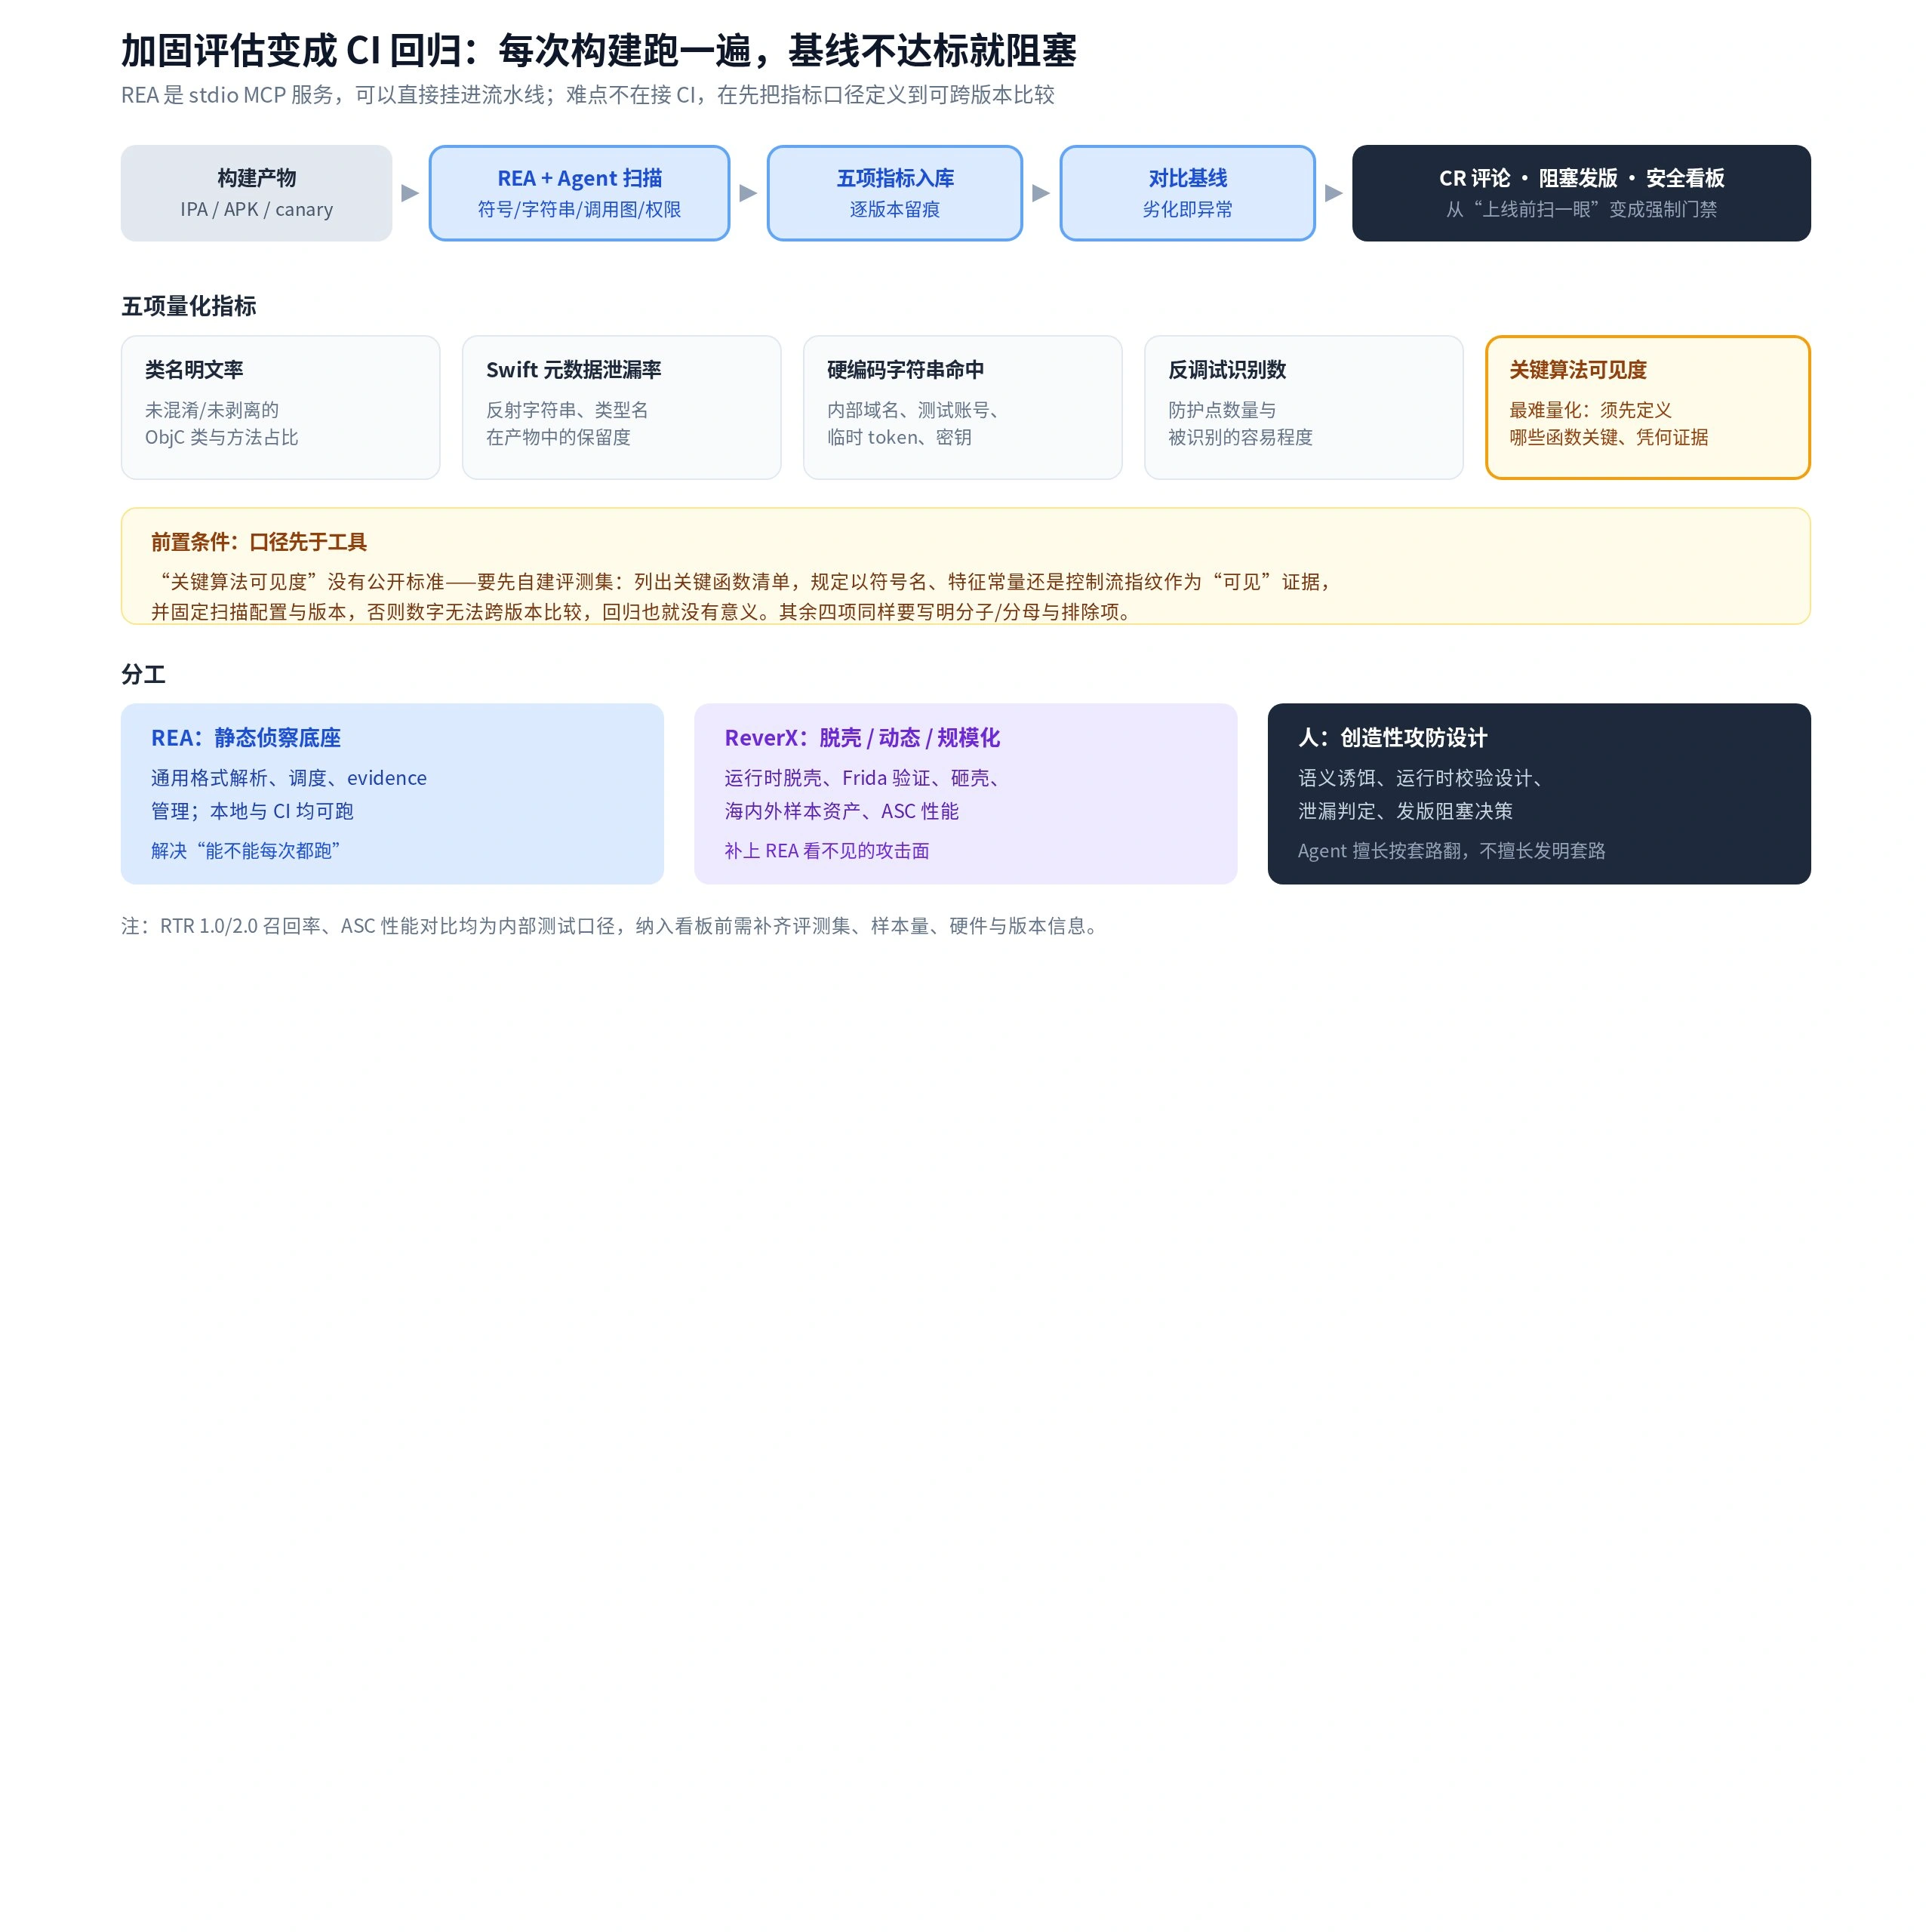 加固评估变成 CI 回归：每次构建跑一遍，基线不达标就阻塞
REA 是 stdio MCP 服务，可以直接挂进流水线；难点不在接 CI，在先把指标口径定义到可跨版本比较
构建产物
IPA / APK / canary
REA + Agent 扫描
符号/字符串/调用图/权限
五项指标入库
逐版本留痕
对比基线
劣化即异常
CR 评论 · 阻塞发版 · 安全看板
从“上线前扫一眼”变成强制门禁
五项量化指标
类名明文率
未混淆/未剥离的
ObjC 类与方法占比
Swift 元数据泄漏率
反射字符串、类型名
在产物中的保留度
硬编码字符串命中
内部域名、测试账号、
临时 token、密钥
反调试识别数
防护点数量与
被识别的容易程度
关键算法可见度
最难量化：须先定义
哪些函数关键、凭何证据
前置条件：口径先于工具
“关键算法可见度”没有公开标准——要先自建评测集：列出关键函数清单，规定以符号名、特征常量还是控制流指纹作为“可见”证据，
并固定扫描配置与版本，否则数字无法跨版本比较，回归也就没有意义。其余四项同样要写明分子/分母与排除项。
分工
REA：静态侦察底座
通用格式解析、调度、evidence
管理；本地与 CI 均可跑
解决“能不能每次都跑”
ReverX：脱壳 / 动态 / 规模化
运行时脱壳、Frida 验证、砸壳、
海内外样本资产、ASC 性能
补上 REA 看不见的攻击面
人：创造性攻防设计
语义诱饵、运行时校验设计、
泄漏判定、发版阻塞决策
Agent 擅长按套路翻，不擅长发明套路
注：RTR 1.0/2.0 召回率、ASC 性能对比均为内部测试口径，纳入看板前需补齐评测集、样本量、硬件与版本信息。